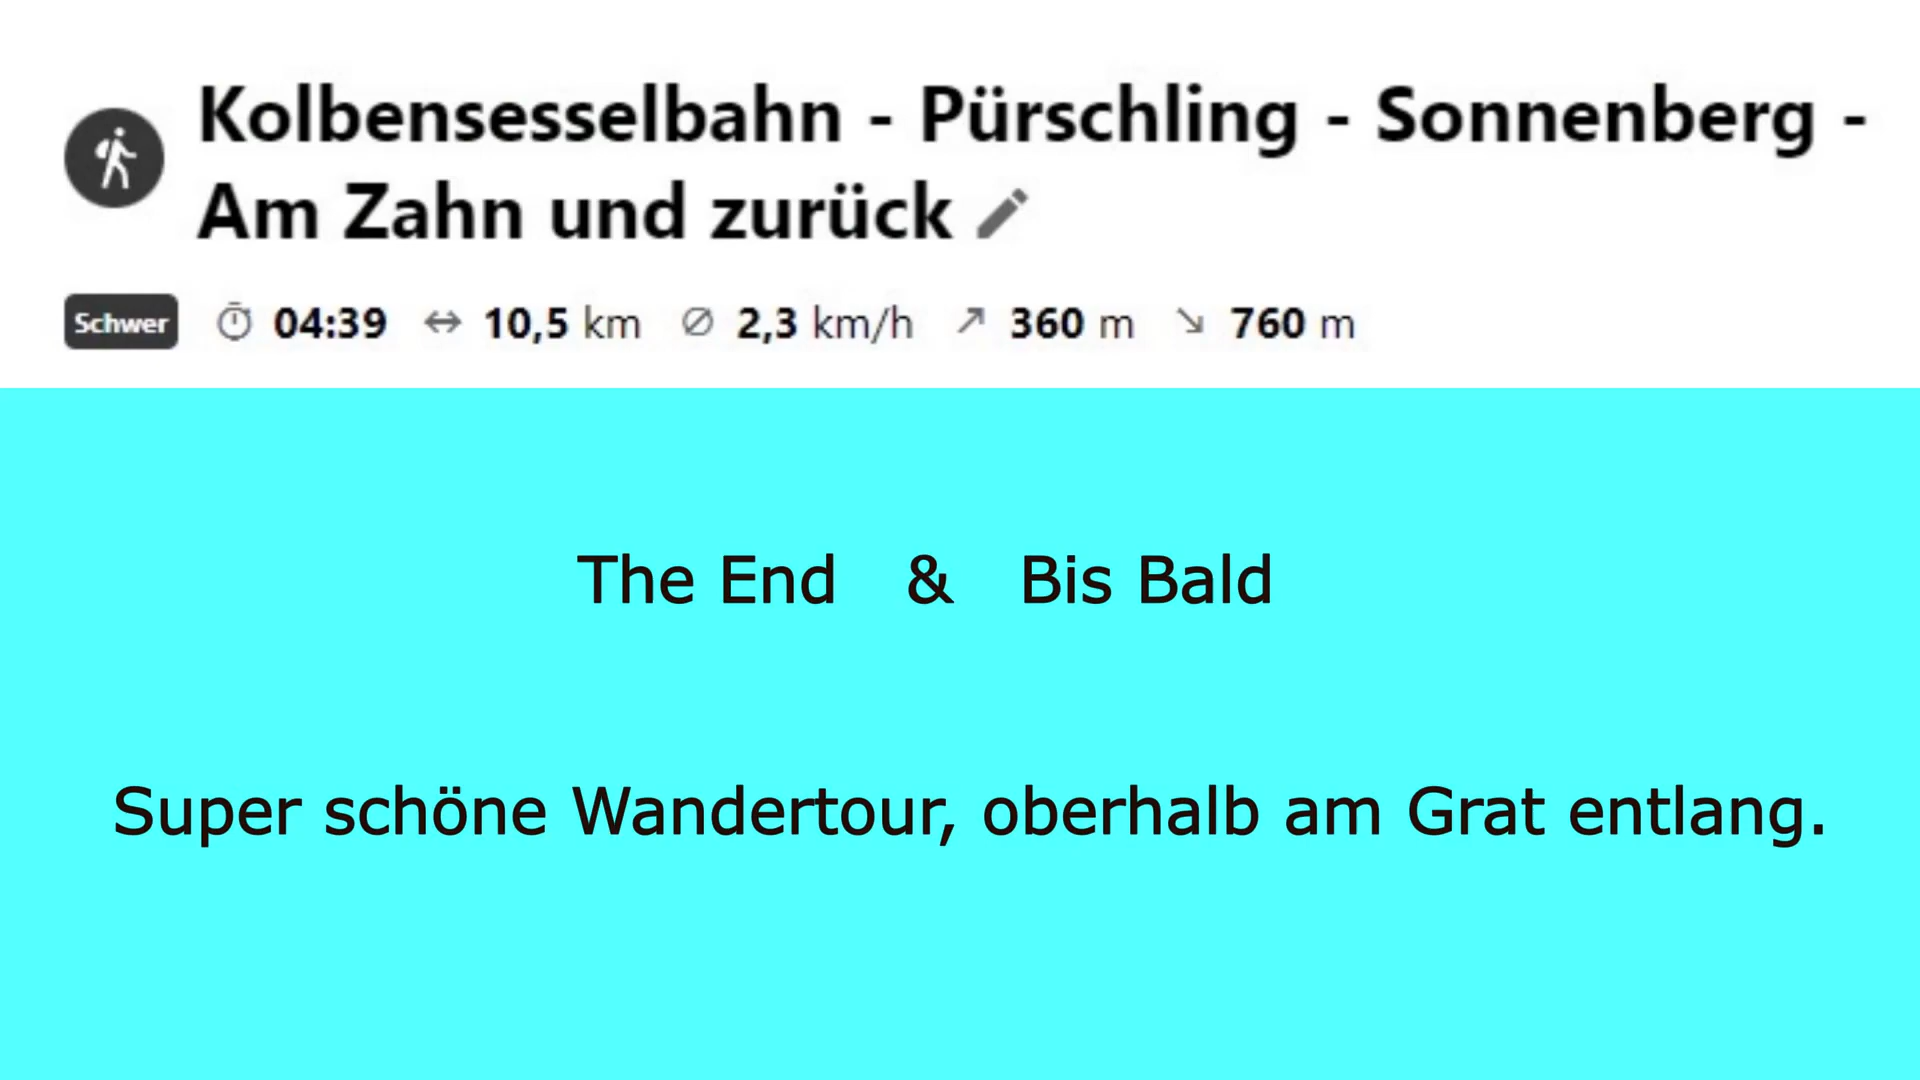 Kolbensesselbahn - Pürschling - Sonnenberg -
Am Zahn und zurück
Schwer 04:39 10,5 km 2,3 km/h 360 m 760 m
The End & Bis Bald
Super schöne Wandertour, oberhalb am Grat entlang.